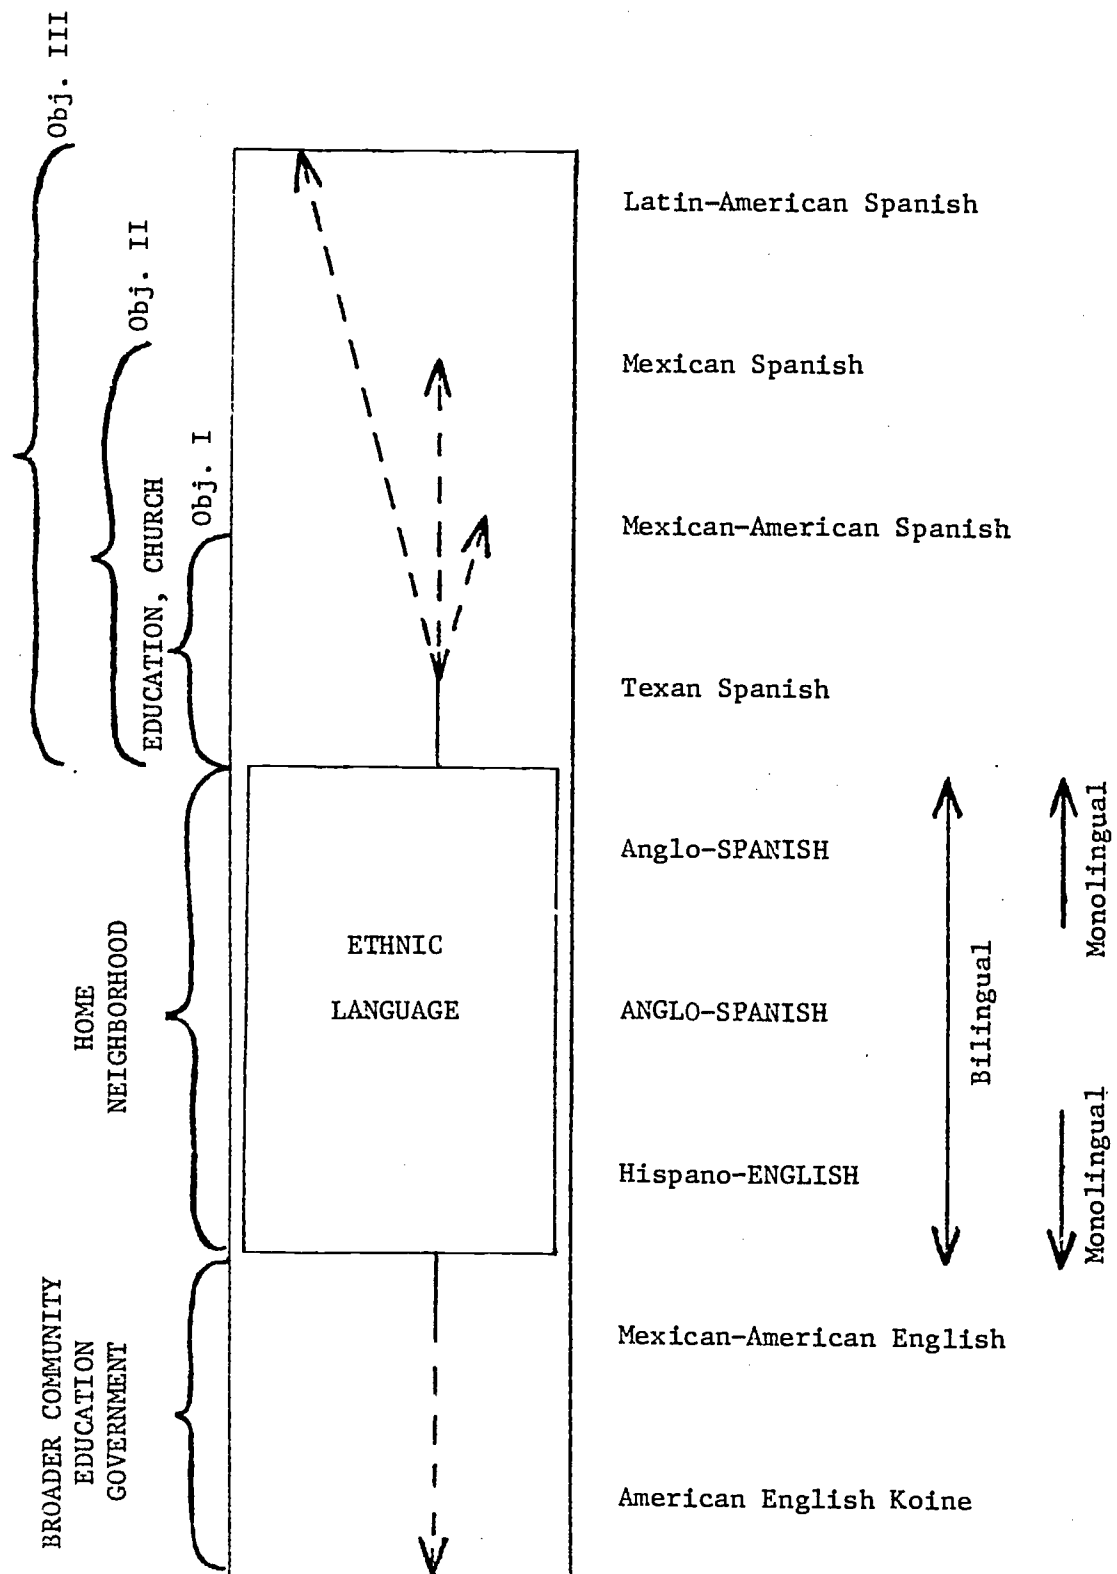 Obj. III
Obj. II
Obj. I
EDUCATION, CHURCH
HOME
NEIGHBORHOOD
BROADER COMMUNITY
EDUCATION
GOVERNMENT
ETHNIC
LANGUAGE
Latin-American Spanish
Mexican Spanish
Mexican-American Spanish
Texan Spanish
Anglo-SPANISH
ANGLO-SPANISH
Hispano-ENGLISH
Mexican-American English
American English Koine
Bilingual
Monolingual
Monolingual